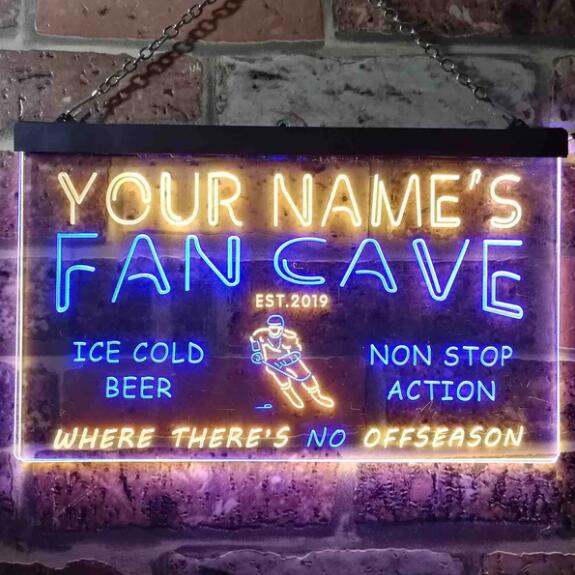 YOUR NAME'S
FAN CAVE
EST.2019
ICE COLD
BEER
NON STOP
ACTION
WHERE THERE'S NO OFFSEASON